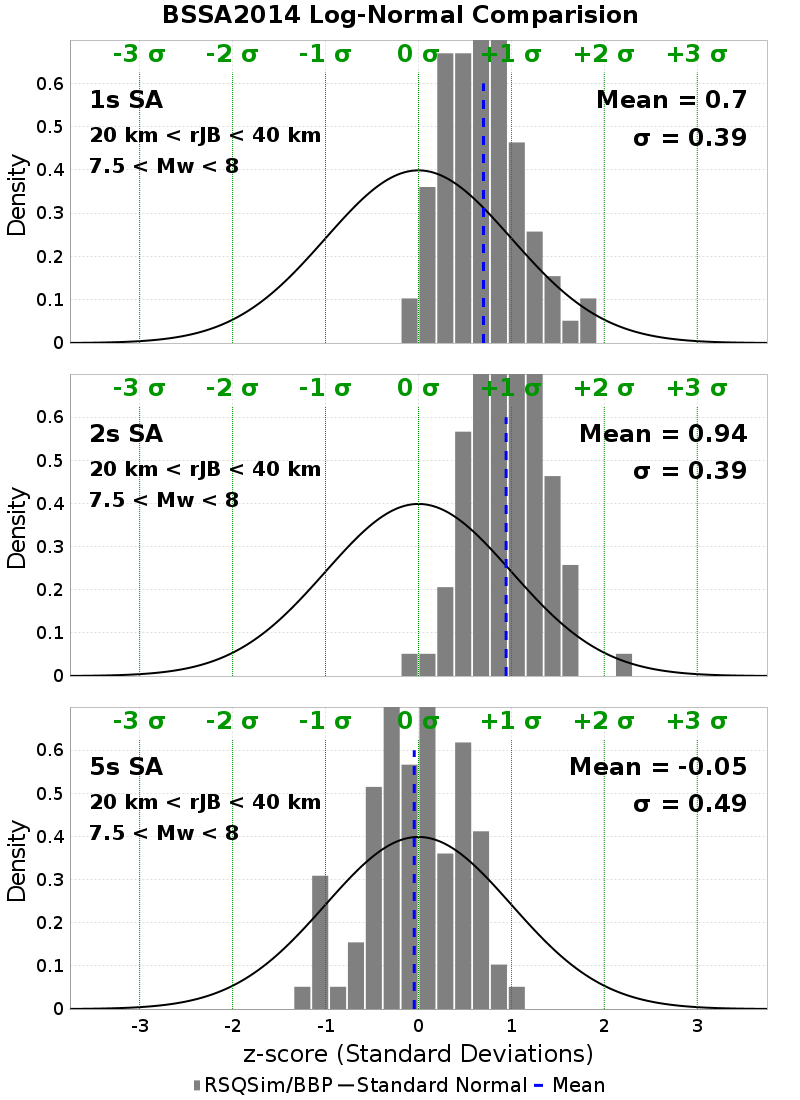 BSSA2014 Log-Normal Comparision
-3 σ -2 σ -1 σ 0 σ +1 σ +2 σ +3 σ
1s SA
20 km < rJB < 40 km
7.5 < Mw < 8
Mean = 0.7
σ = 0.39
Density
0.6
0.5
0.4
0.3
0.2
0.1
0
-3 σ -2 σ -1 σ 0 σ +1 σ +2 σ +3 σ
2s SA
20 km < rJB < 40 km
7.5 < Mw < 8
Mean = 0.94
σ = 0.39
Density
0.6
0.5
0.4
0.3
0.2
0.1
0
-3 σ -2 σ -1 σ 0 σ +1 σ +2 σ +3 σ
5s SA
20 km < rJB < 40 km
7.5 < Mw < 8
Mean = -0.05
σ = 0.49
Density
0.6
0.5
0.4
0.3
0.2
0.1
0
-3 -2 -1 0 1 2 3
z-score (Standard Deviations)
RSQSim/BBP Standard Normal Mean